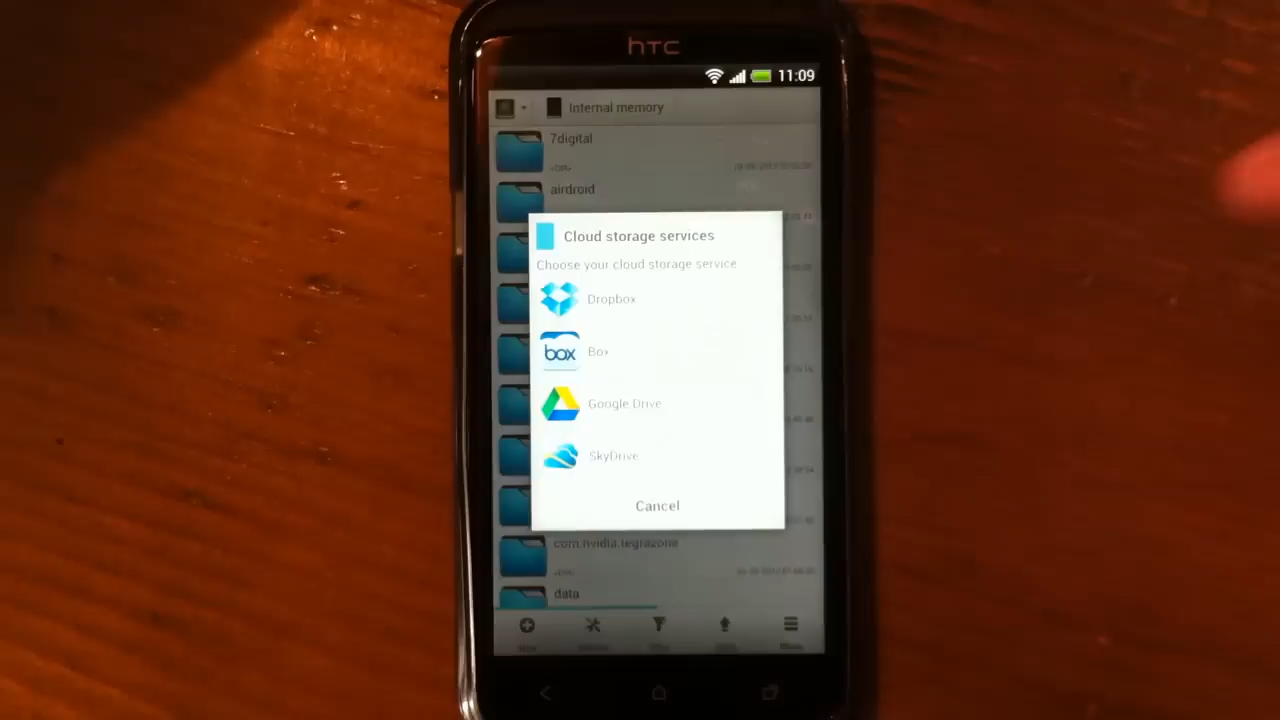 hTC
11:09
Internal memory
7digital
airdroid
Cloud storage services
Choose your cloud storage service
Dropbox
box
Box
Google Drive
SkyDrive
Cancel
com.nvidia.tegrazone
data